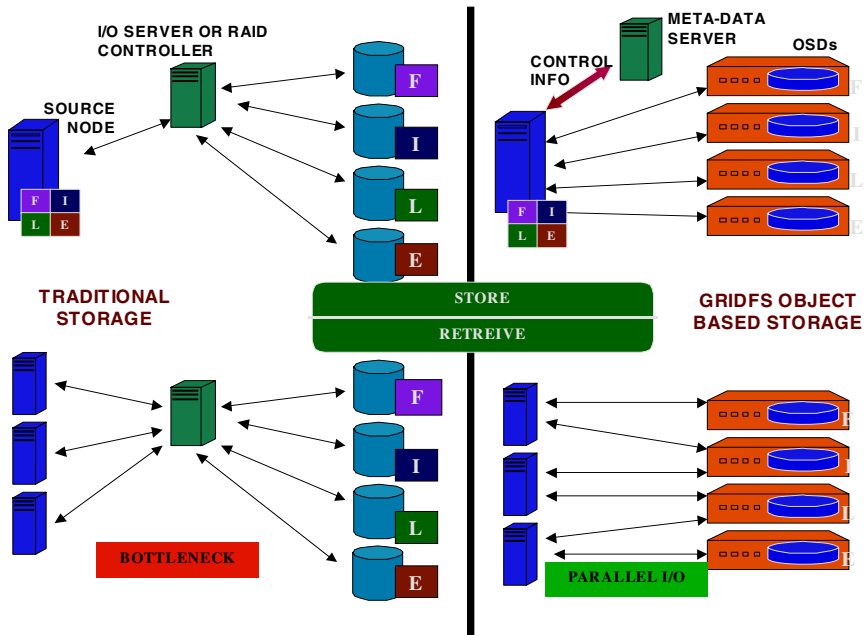 I/O SERVER OR RAID
CONTROLLER
SOURCE
NODE
F I
L E
F
I
L
E
META-DATA
SERVER
CONTROL
INFO
OSDs
F I
L E
F
I
L
E
TRADITIONAL
STORAGE
STORE
RETREIVE
GRIDFS OBJECT
BASED STORAGE
F
I
L
E
BOTTLENECK
F
I
L
E
PARALLEL I/O